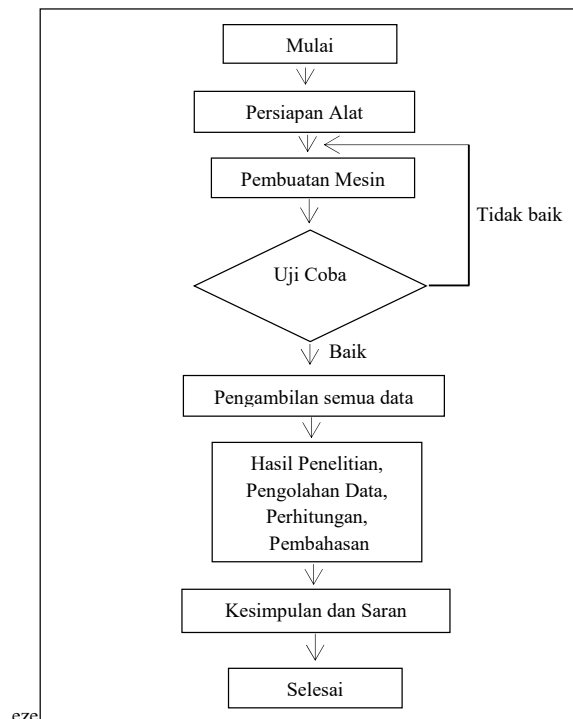 Mulai
Persiapan Alat
Pembuatan Mesin
Tidak baik
Uji Coba
Baik
Pengambilan semua data
Hasil Penelitian,
Pengolahan Data,
Perhitungan,
Pembahasan
Kesimpulan dan Saran
Selesai
eze